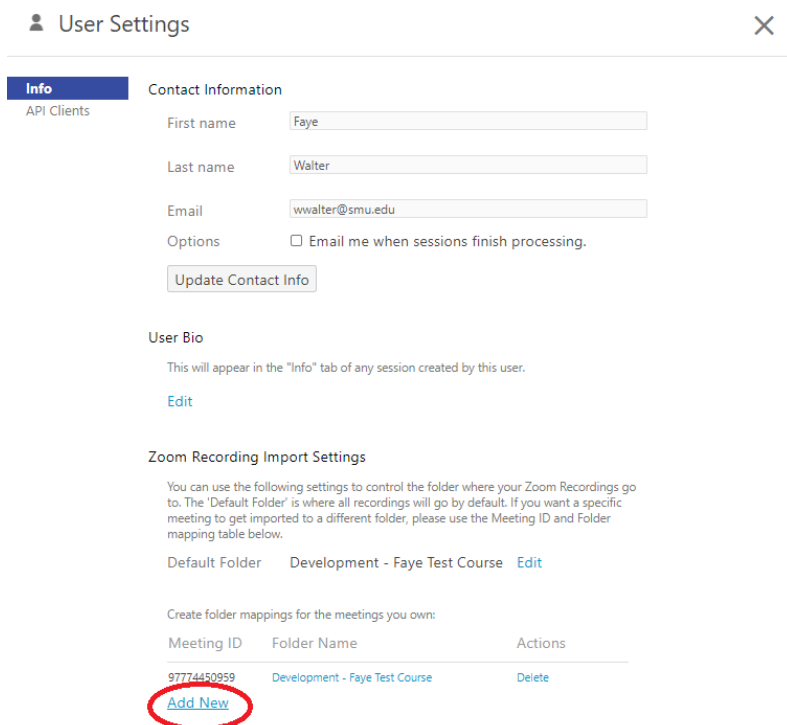 User Settings
Info
API Clients
Contact Information
First name Faye
Last name Walter
Email wwalter@smu.edu
Options Email me when sessions finish processing.
Update Contact Info
User Bio
This will appear in the "Info" tab of any session created by this user.
Edit
Zoom Recording Import Settings
You can use the following settings to control the folder where your Zoom Recordings go
to. The 'Default Folder' is where all recordings will go by default. If you want a specific
meeting to get imported to a different folder, please use the Meeting ID and Folder
mapping table below.
Default Folder Development - Faye Test Course Edit
Create folder mappings for the meetings you own:
Meeting ID Folder Name Actions
97774450959 Development - Faye Test Course Delete
Add New